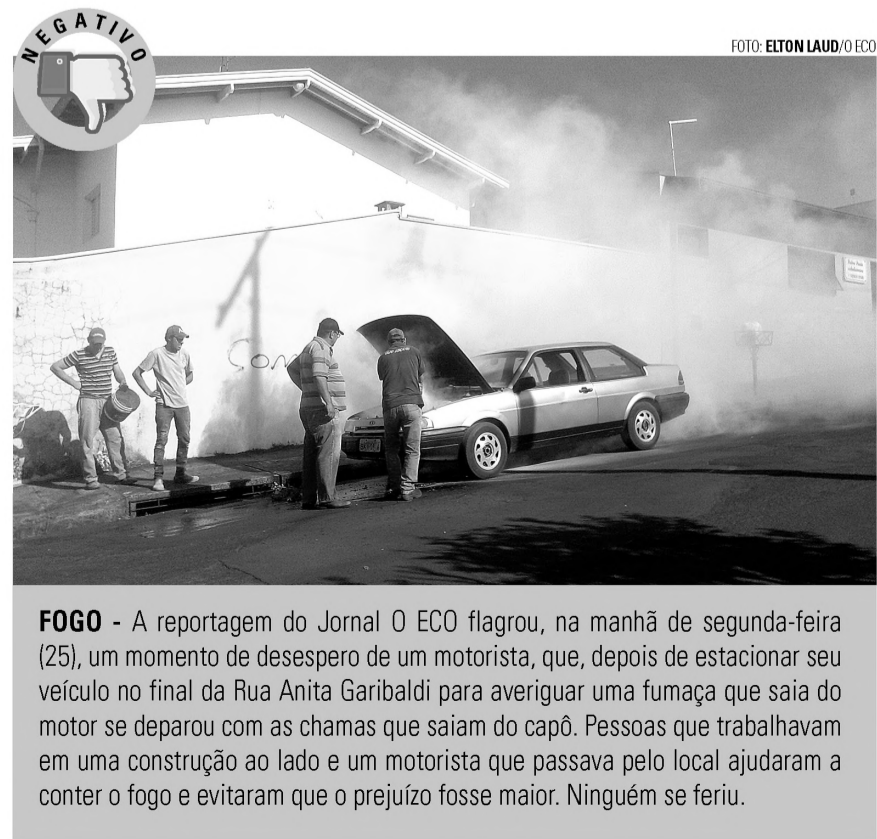 NEGATIVO
FOTO: ELTON LAUD/O ECO
Com
FOGO - A reportagem do Jornal O ECO flagrou, na manhã de segunda-feira
(25), um momento de desespero de um motorista, que, depois de estacionar seu
veículo no final da Rua Anita Garibaldi para averiguar uma fumaça que saia do
motor se deparou com as chamas que saiam do capô. Pessoas que trabalhavam
em uma construção ao lado e um motorista que passava pelo local ajudaram a
conter o fogo e evitaram que o prejuízo fosse maior. Ninguém se feriu.